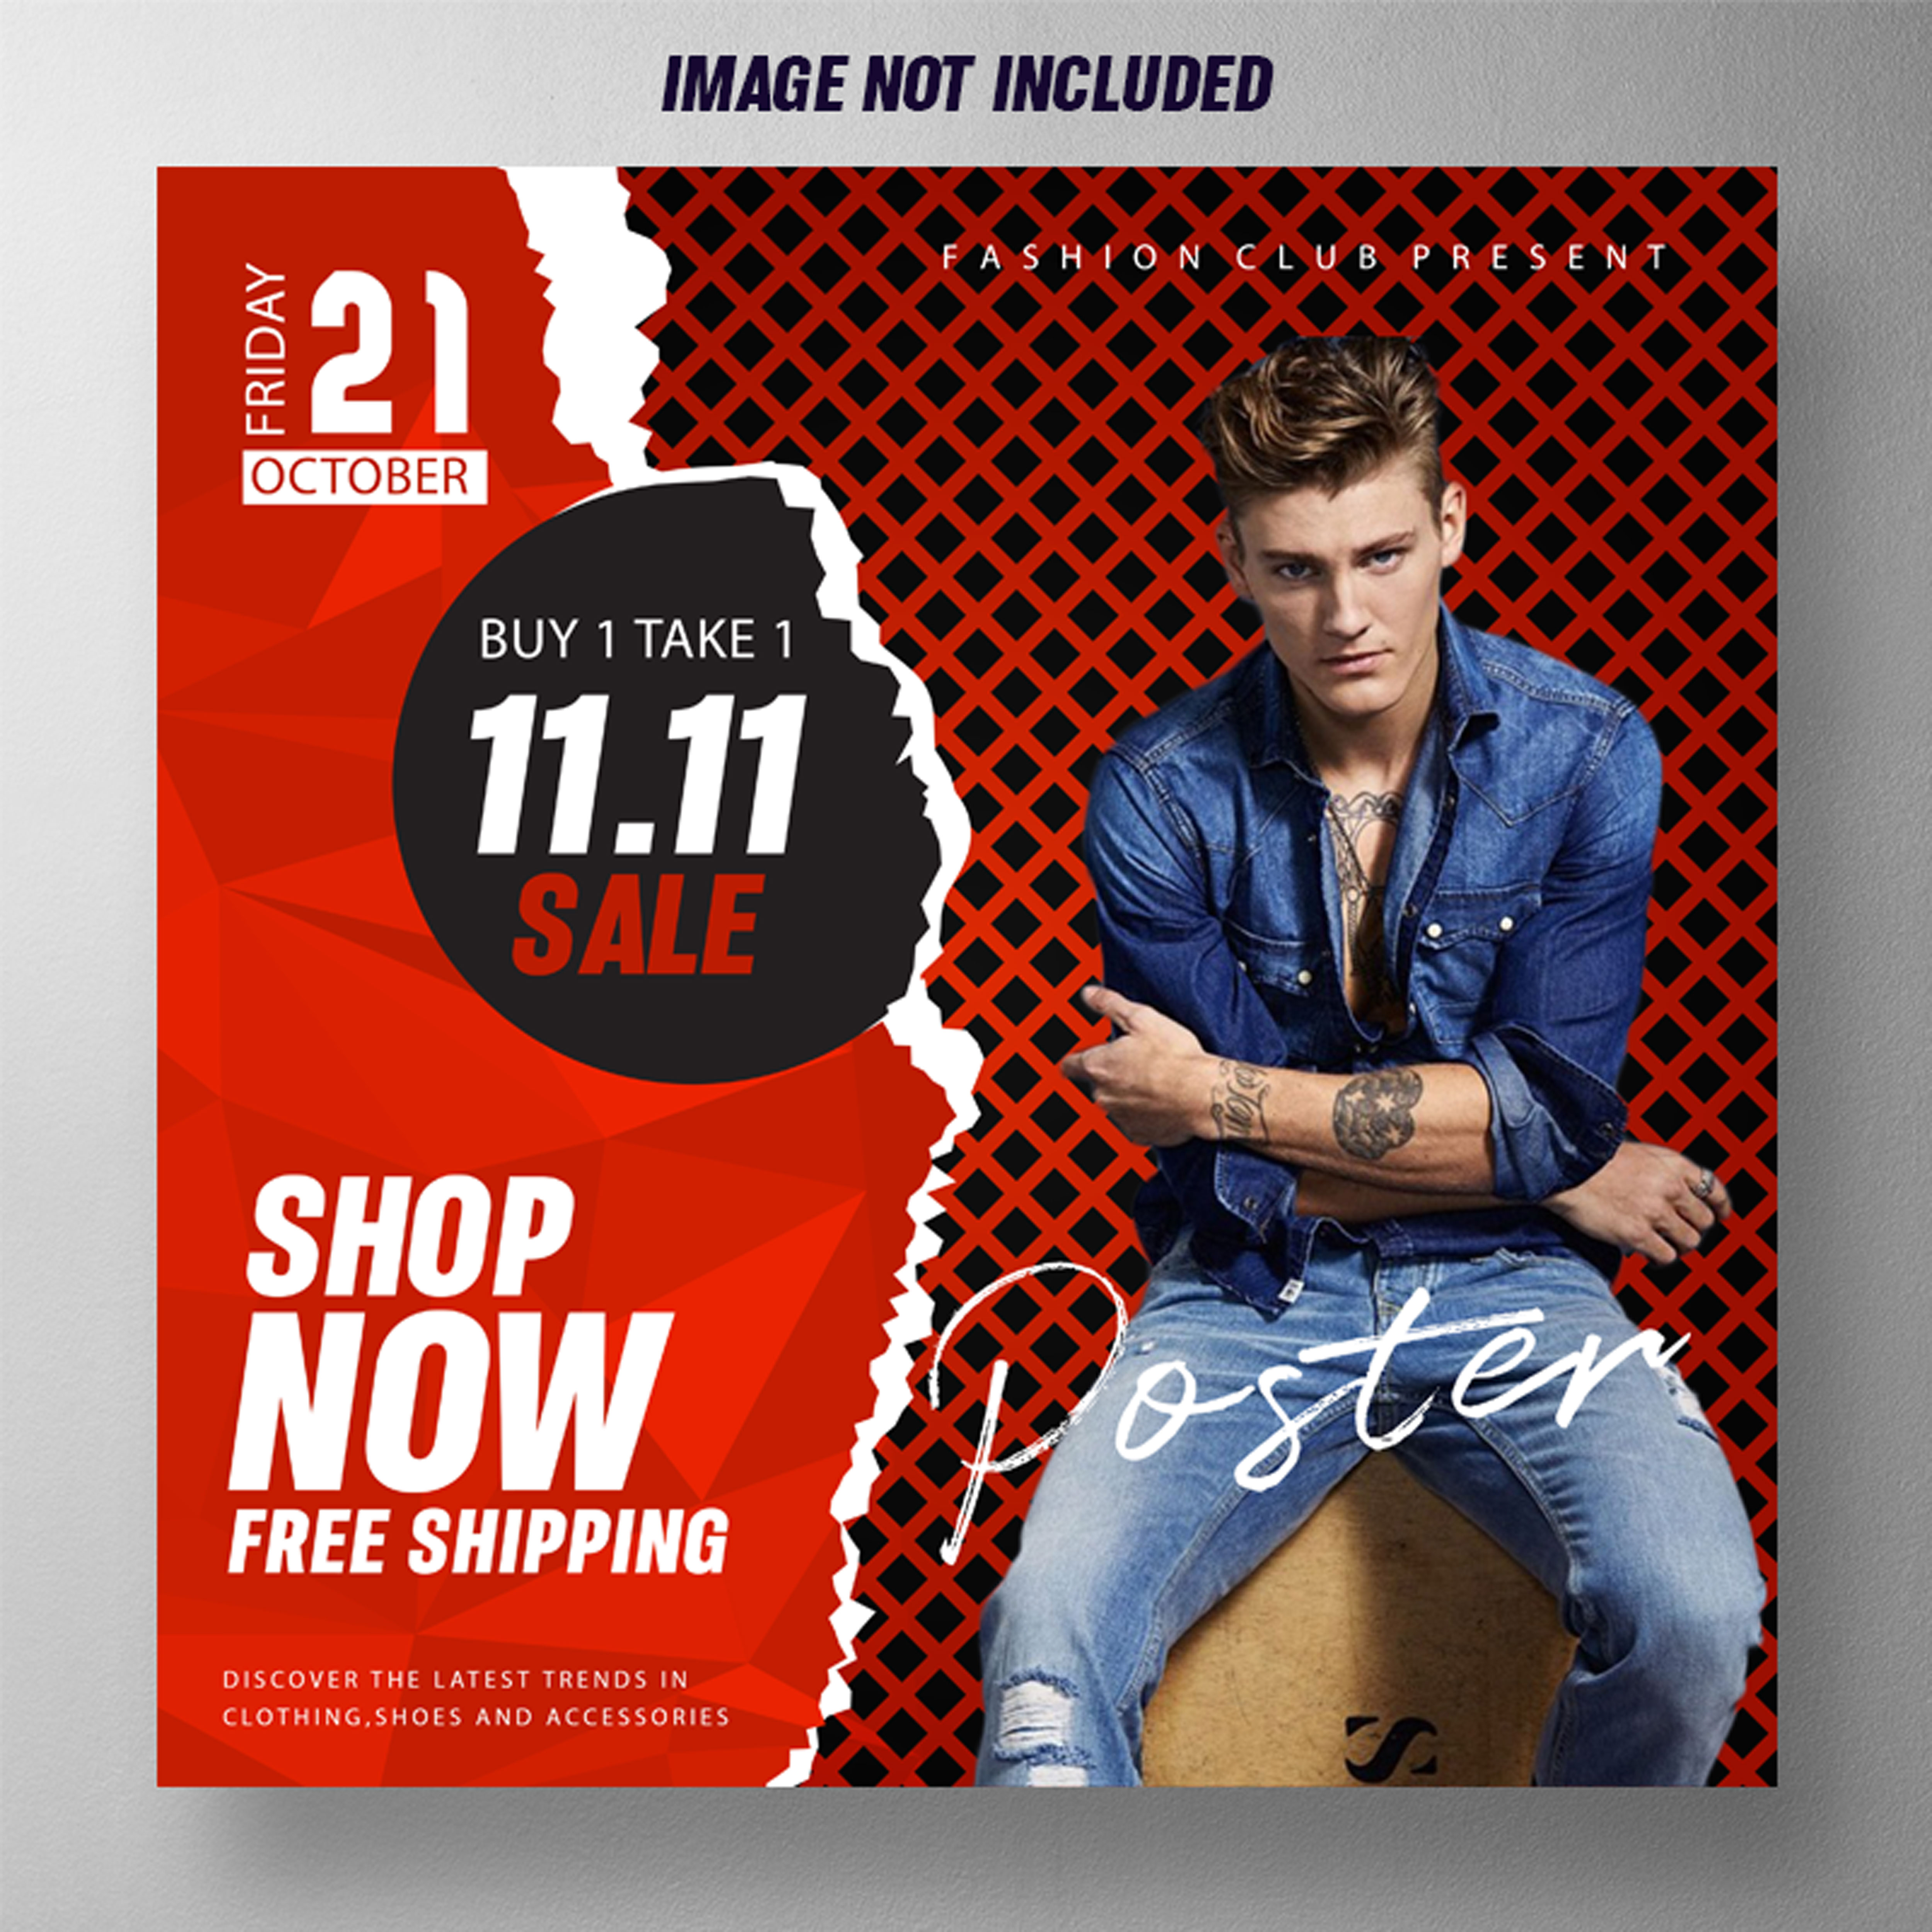 IMAGE NOT INCLUDED
FASHION CLUB PRESENT
FRIDAY
21
OCTOBER
BUY 1 TAKE 1
11.11
SALE
SHOP
NOW
FREE SHIPPING
Poster
DISCOVER THE LATEST TRENDS IN
CLOTHING,SHOES AND ACCESSORIES